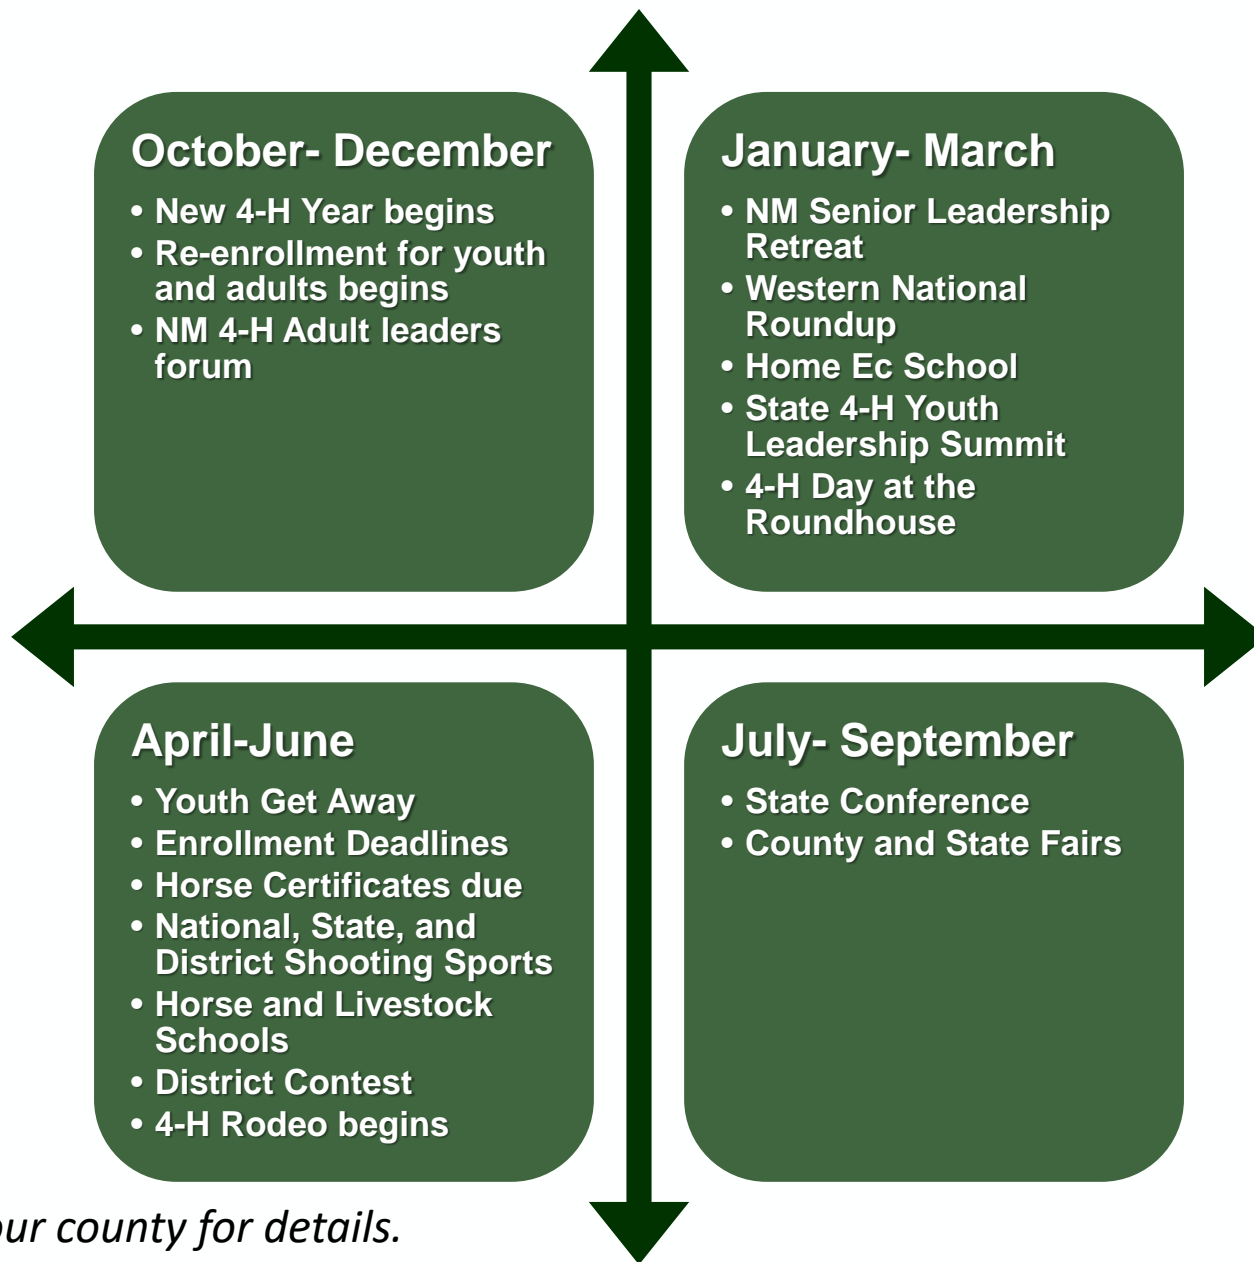 October- December
• New 4-H Year begins
• Re-enrollment for youth
and adults begins
• NM 4-H Adult leaders
forum
January- March
• NM Senior Leadership
Retreat
• Western National
Roundup
• Home Ec School
• State 4-H Youth
Leadership Summit
• 4-H Day at the
Roundhouse
April-June
• Youth Get Away
• Enrollment Deadlines
• Horse Certificates due
• National, State, and
District Shooting Sports
• Horse and Livestock
Schools
• District Contest
• 4-H Rodeo begins
July- September
• State Conference
• County and State Fairs
county for details.